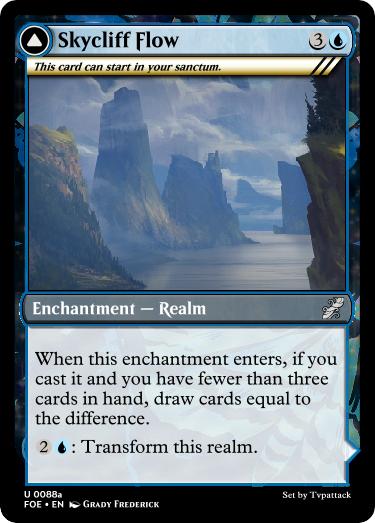 Skycliff Flow 3
This card can start in your sanctum.
Enchantment — Realm
When this enchantment enters, if you
cast it and you have fewer than three
cards in hand, draw cards equal to
the difference.
2 : Transform this realm.
U 0088a
FOE • EN Grady Frederick
Set by Tvpattack